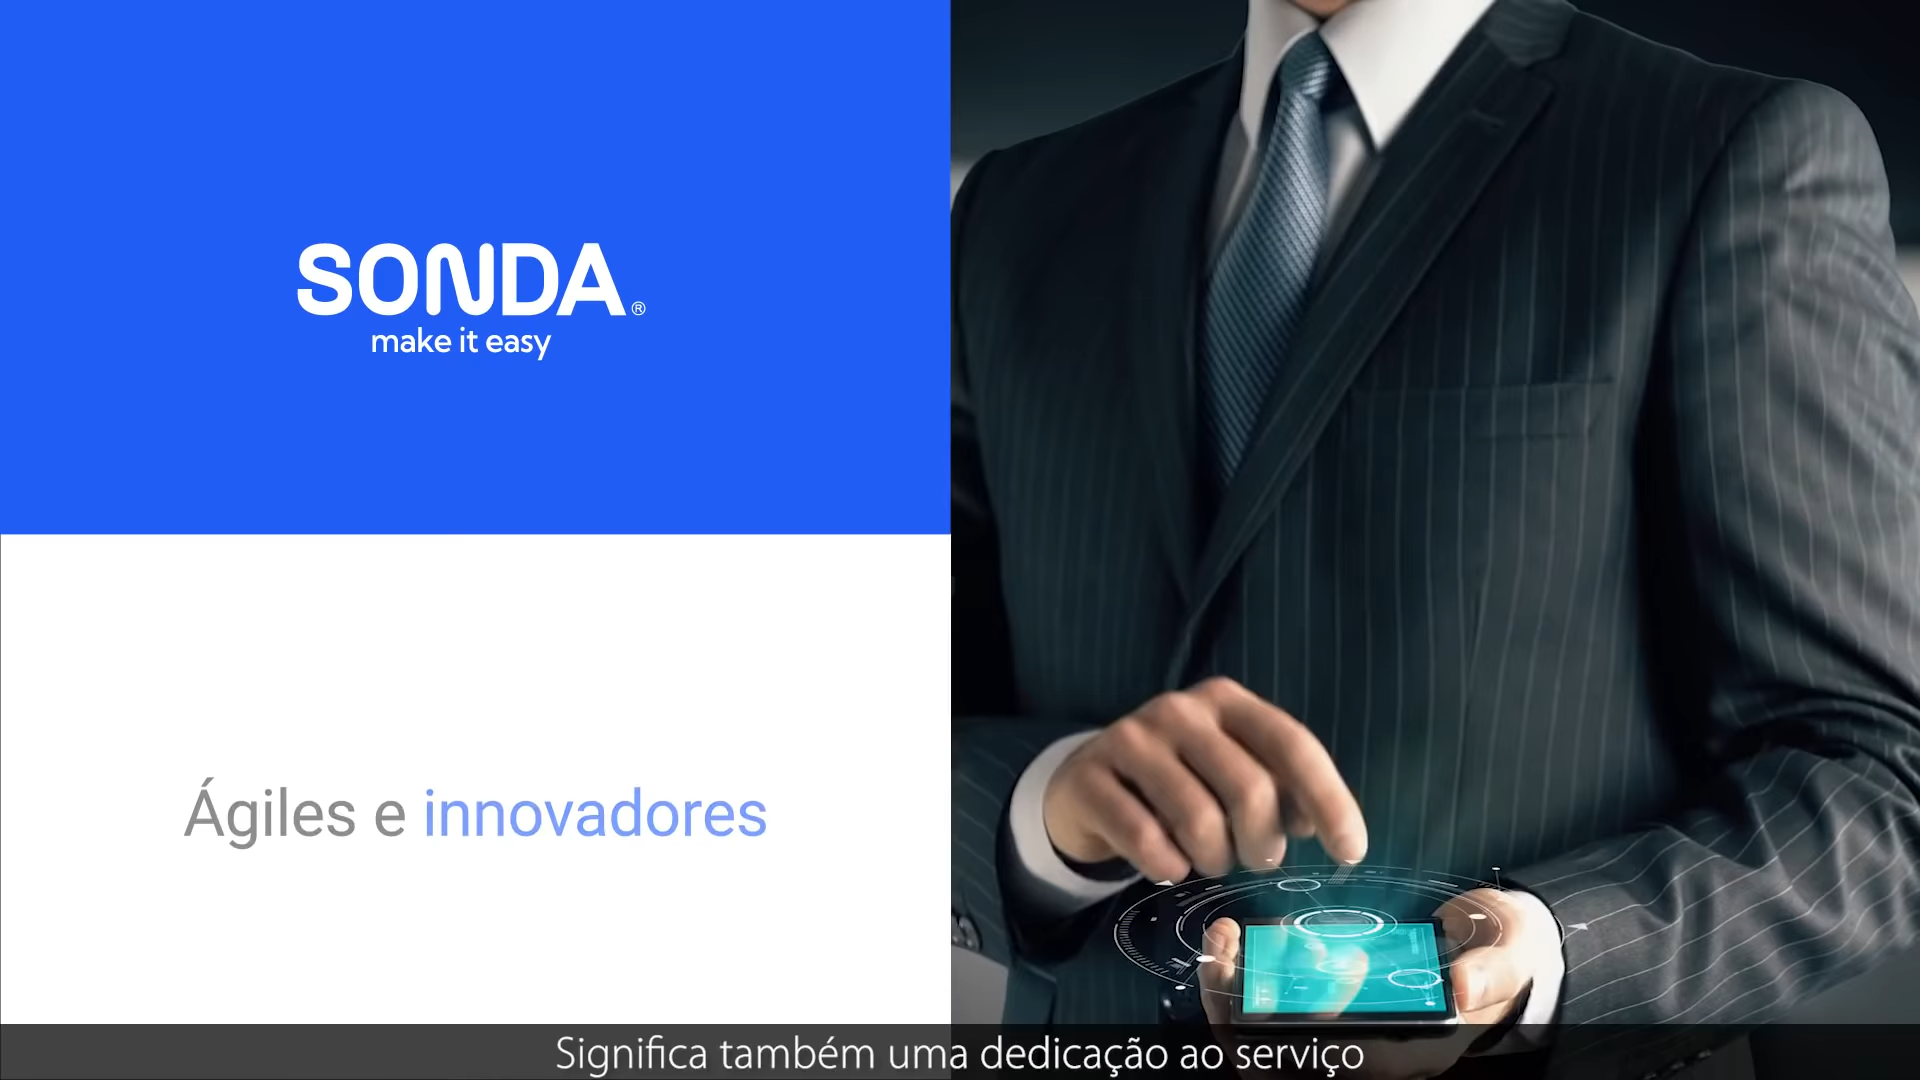 SONDA®
make it easy
Ágiles e innovadores
Significa também uma dedicação ao serviço